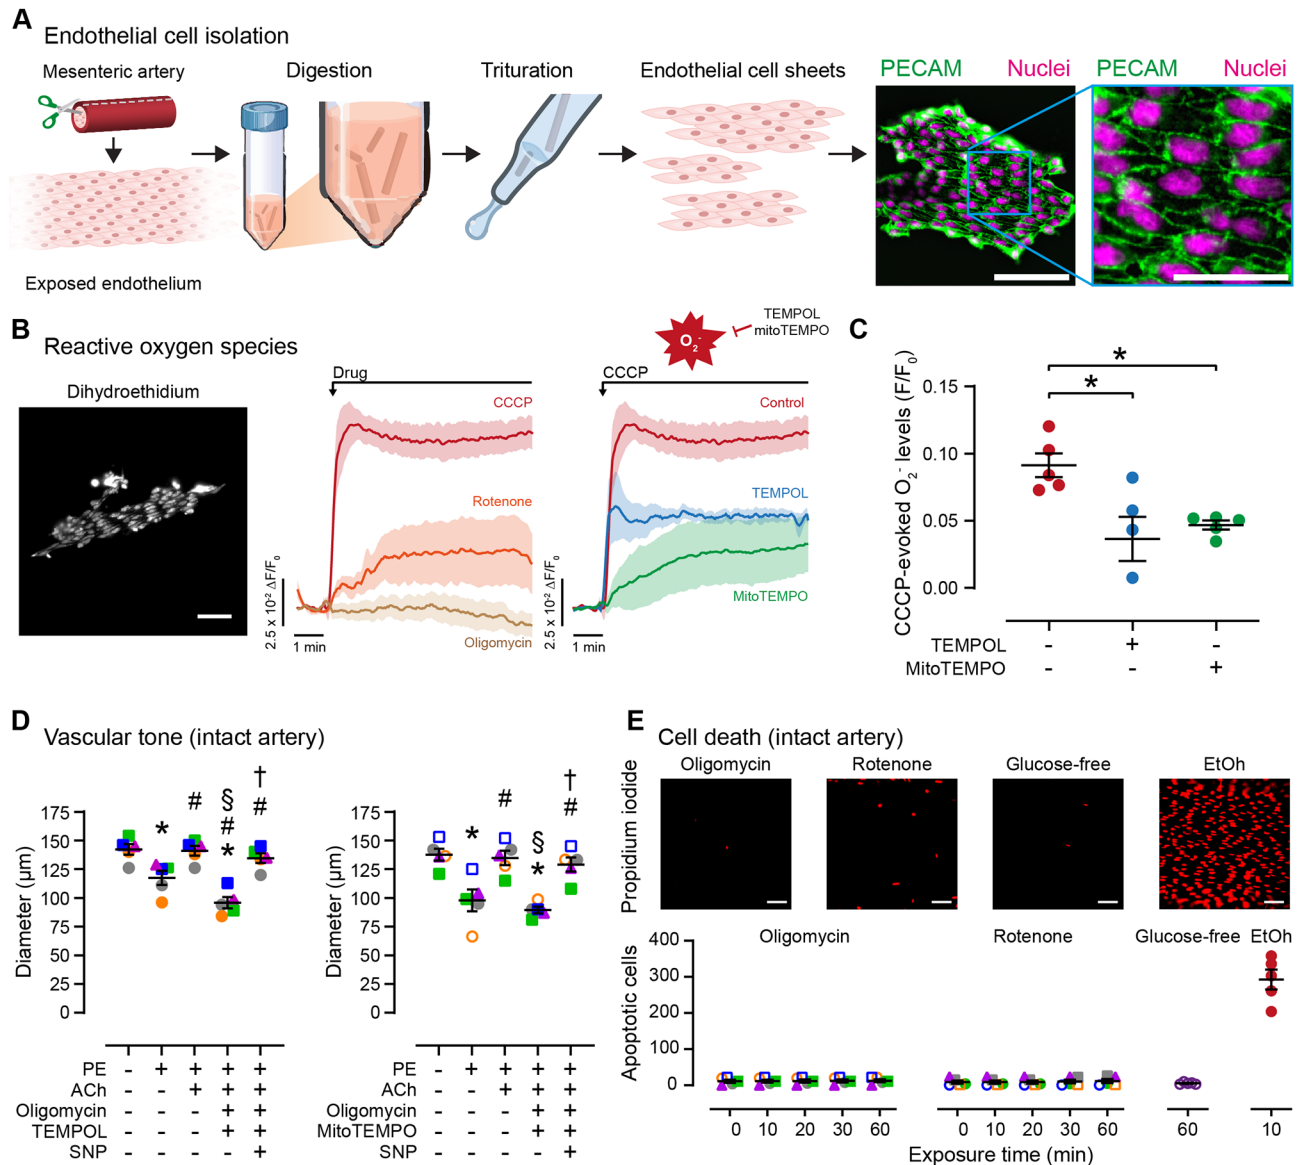 A
Endothelial cell isolation
Mesenteric artery
Digestion
Trituration
Endothelial cell sheets
PECAM Nuclei
PECAM Nuclei
Exposed endothelium
B
Reactive oxygen species
Dihydroethidium
Drug
CCCP
Rotenone
Oligomycin
2.5 x 10⁻² ΔF/F₀
1 min
O₂⁻
TEMPOL
mitoTEMPO
CCCP
Control
TEMPOL
MitoTEMPO
2.5 x 10⁻² ΔF/F₀
1 min
C
CCCP-evoked O₂⁻ levels (F/F₀)
0.15
0.10
0.05
0.00
*
*
TEMPOL - + -
MitoTEMPO - - +
D
Vascular tone (intact artery)
Diameter (µm)
175
150
125
100
75
50
25
0
*
#
§
#
*
†
#
PE - + + + +
ACh - - + + +
Oligomycin - - - + +
TEMPOL - - - + +
SNP - - - - +
Diameter (µm)
175
150
125
100
75
50
25
0
*
#
§
*
†
#
PE - + + + +
ACh - - + + +
Oligomycin - - - + +
MitoTEMPO - - - + +
SNP - - - - +
E
Cell death (intact artery)
Oligomycin
Rotenone
Glucose-free
EtOh
Propidium iodide
Oligomycin
Rotenone
Glucose-free
EtOh
Apoptotic cells
400
300
200
100
0
0 10 20 30 60
0 10 20 30 60
60
10
Exposure time (min)